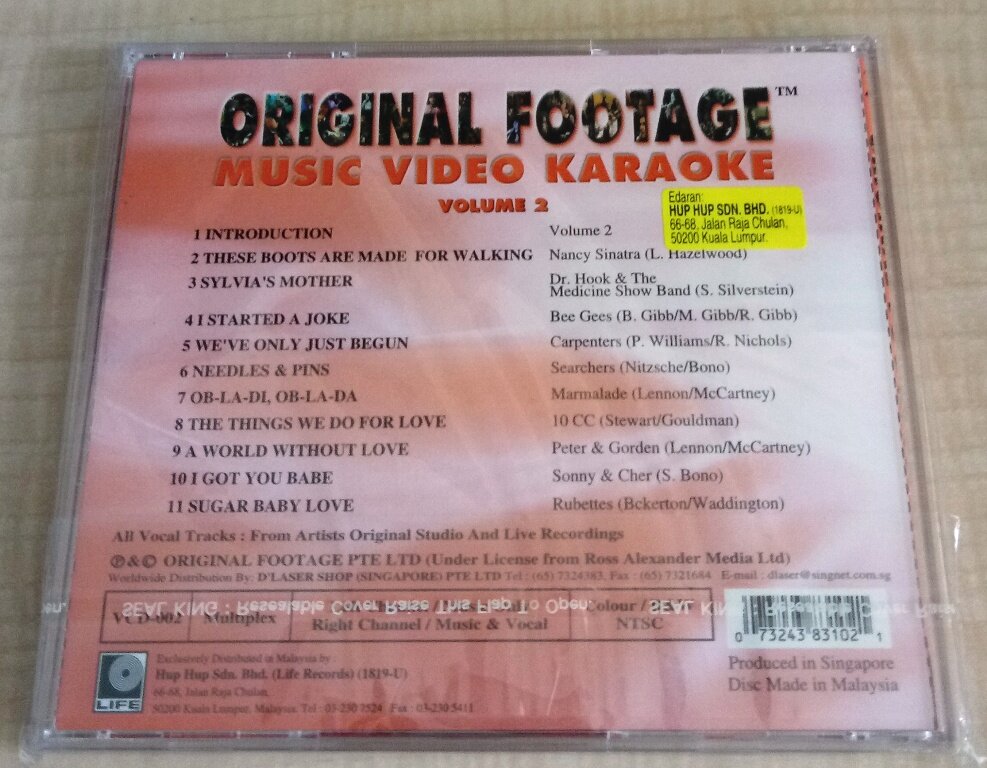 ORIGINAL FOOTAGE™
MUSIC VIDEO KARAOKE
VOLUME 2
Edaran:
HUP HUP SDN. BHD. (1819-U)
66-68, Jalan Raja Chulan,
50200 Kuala Lumpur.
1 INTRODUCTION Volume 2
2 THESE BOOTS ARE MADE FOR WALKING Nancy Sinatra (L. Hazelwood)
3 SYLVIA'S MOTHER Dr. Hook & The
Medicine Show Band (S. Silverstein)
4 I STARTED A JOKE Bee Gees (B. Gibb/M. Gibb/R. Gibb)
5 WE'VE ONLY JUST BEGUN Carpenters (P. Williams/R. Nichols)
6 NEEDLES & PINS Searchers (Nitzsche/Bono)
7 OB-LA-DI, OB-LA-DA Marmalade (Lennon/McCartney)
8 THE THINGS WE DO FOR LOVE 10 CC (Stewart/Gouldman)
9 A WORLD WITHOUT LOVE Peter & Gorden (Lennon/McCartney)
10 I GOT YOU BABE Sonny & Cher (S. Bono)
11 SUGAR BABY LOVE Rubettes (Bckerton/Waddington)
All Vocal Tracks : From Artists Original Studio And Live Recordings
℗&© ORIGINAL FOOTAGE PTE LTD (Under License from Ross Alexander Media Ltd)
Worldwide Distribution By: D'LASER SHOP (SINGAPORE) PTE LTD Tel : (65) 7324383, Fax : (65) 7321684 E-mail : dlaser@singnet.com.sg
SEAL KING : Resealable Cover Raise This Flap To Open.
VCD-002 Multiplex
Right Channel / Music & Vocal
Colour /
NTSC
0 73243 83102 1
Exclusively Distributed in Malaysia by :
Hup Hup Sdn. Bhd. (Life Records) (1819-U)
66-68, Jalan Raja Chulan,
50200 Kuala Lumpur, Malaysia. Tel : 03-230 7524 Fax : 03-230 5411
LIFE
Produced in Singapore
Disc Made in Malaysia